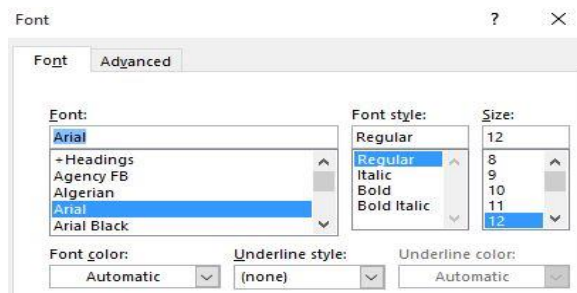 Font ? ×
Font Advanced
Font: Font style: Size:
Arial Regular 12
+Headings Regular 8
Agency FB Italic 9
Algerian Bold 10
Arial Bold Italic 11
Arial Black 12
Font color: Underline style: Underline color:
Automatic (none) Automatic